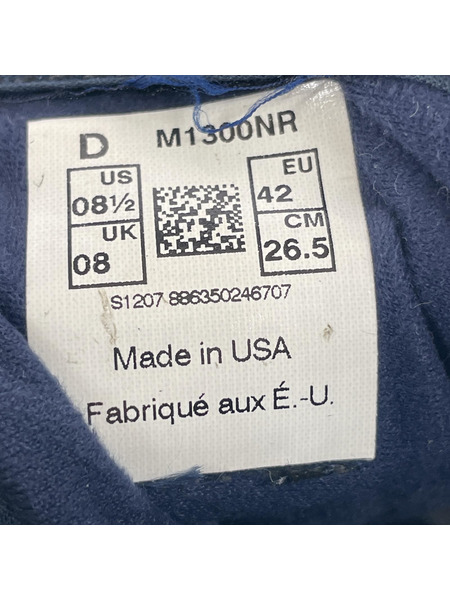 D M1300NR
US EU
08½ 42
UK CM
08 26.5
S1207 886350246707
Made in USA
Fabriqué aux É.-U.